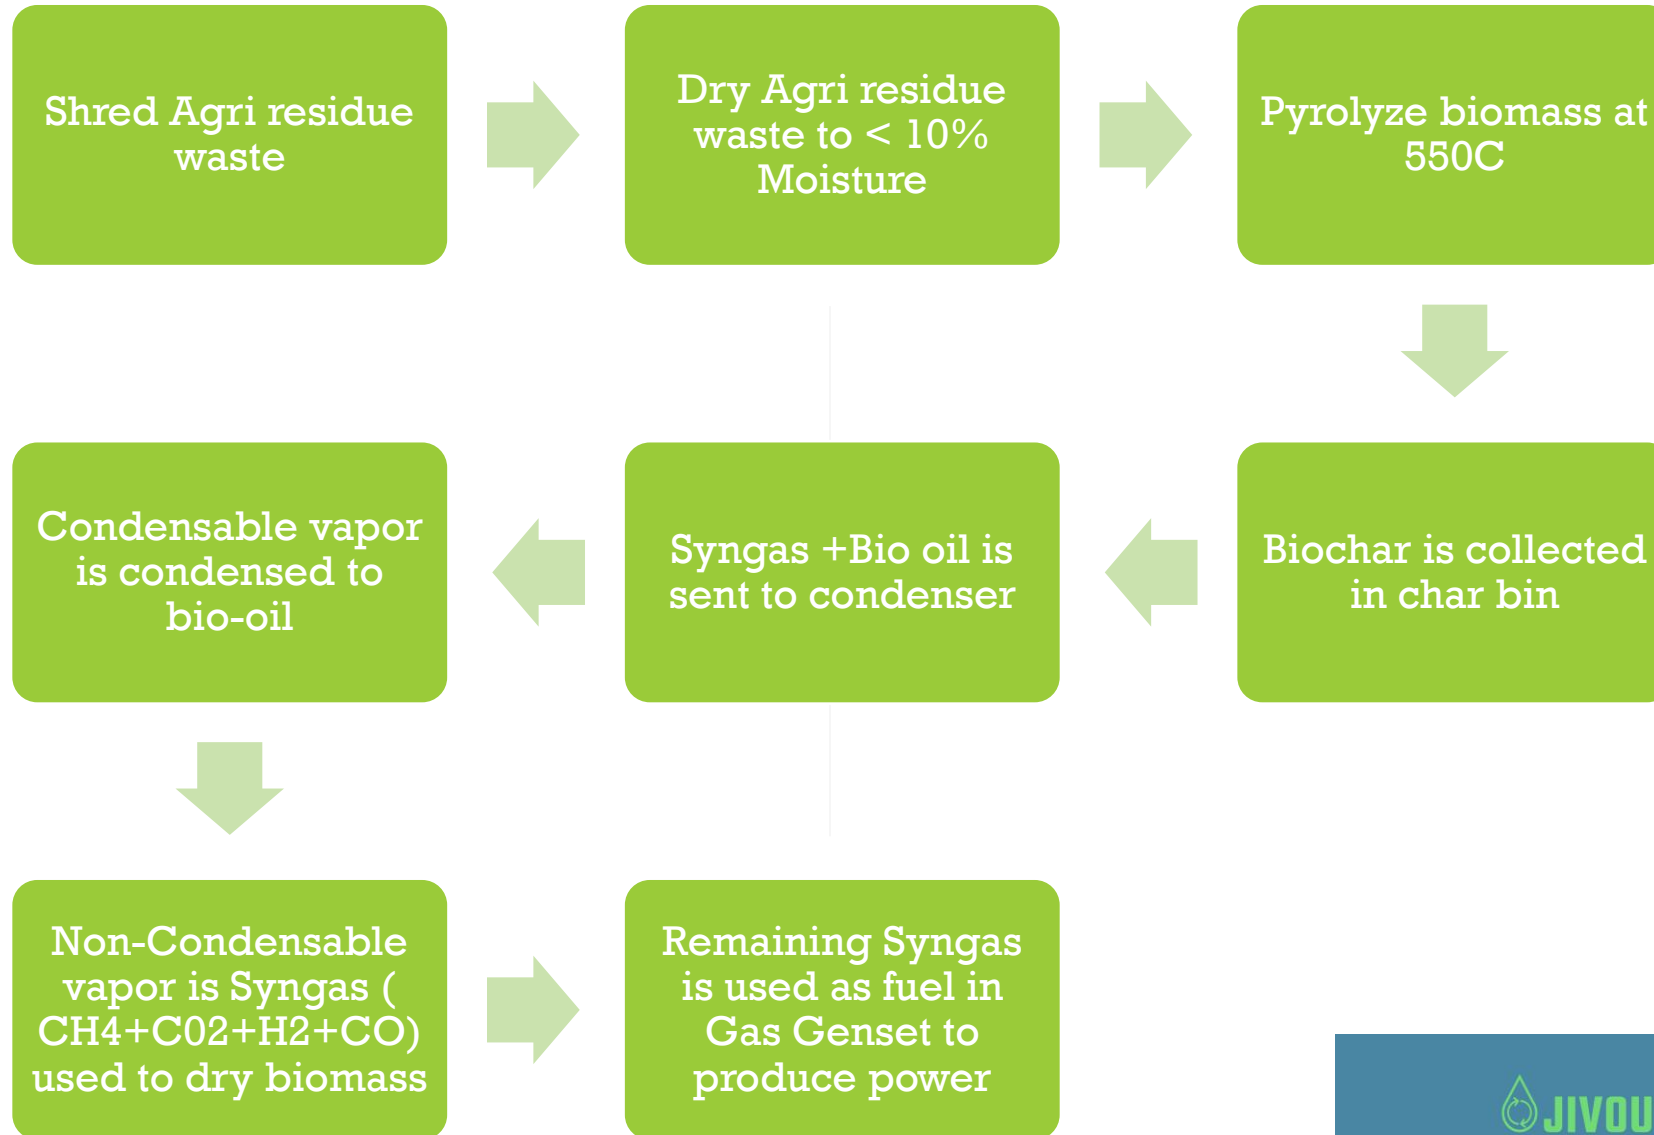 Shred Agri residue
waste
Dry Agri residue
waste to < 10%
Moisture
Pyrolyze biomass at
550C
Biochar is collected
in char bin
Syngas +Bio oil is
sent to condenser
Condensable vapor
is condensed to
bio-oil
Non-Condensable
vapor is Syngas (
CH4+C02+H2+CO)
used to dry biomass
Remaining Syngas
is used as fuel in
Gas Genset to
produce power
JIVOU